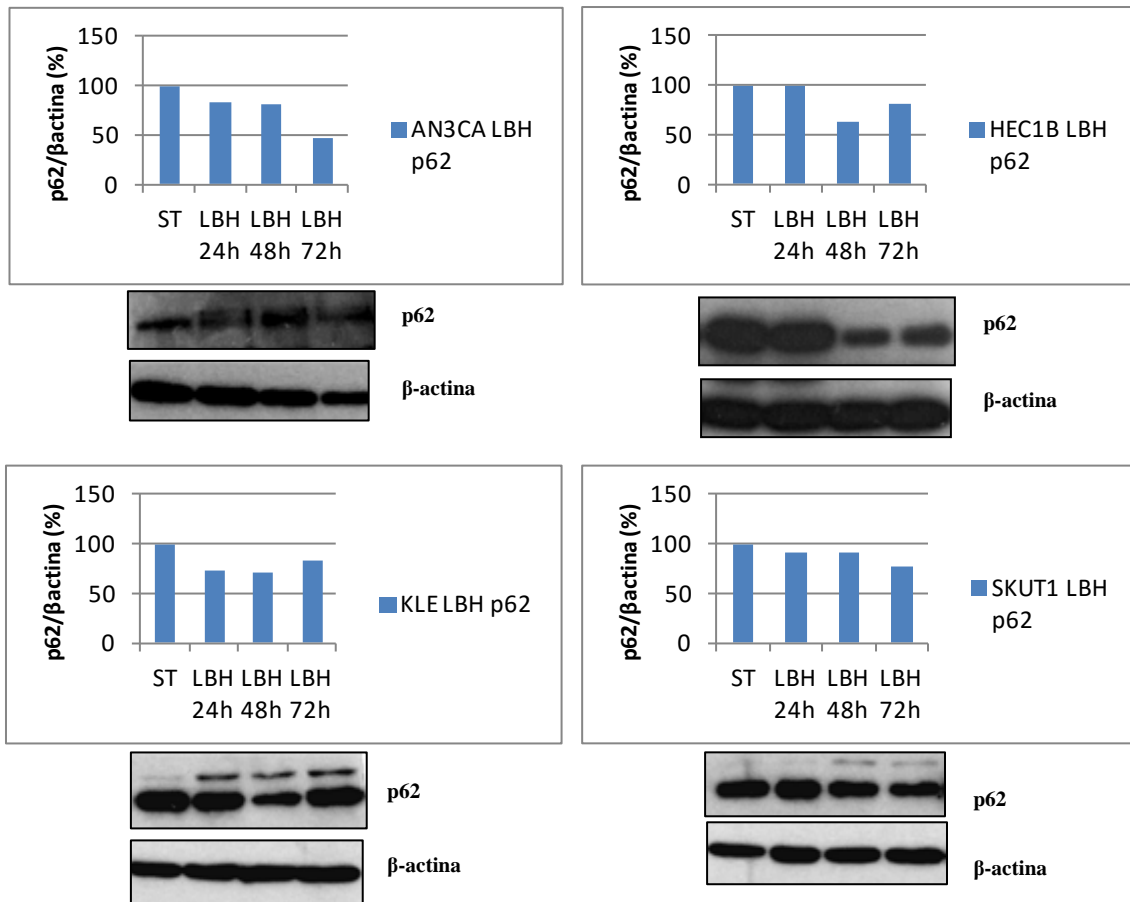 p62/βactina (%)
150
100
50
0
ST LBH LBH LBH
24h 48h 72h
AN3CA LBH
p62
p62
β-actina
p62/βactina (%)
150
100
50
0
ST LBH LBH LBH
24h 48h 72h
HEC1B LBH
p62
p62
β-actina
p62/βactina (%)
150
100
50
0
ST LBH LBH LBH
24h 48h 72h
KLE LBH p62
p62
β-actina
p62/βactina (%)
150
100
50
0
ST LBH LBH LBH
24h 48h 72h
SKUT1 LBH
p62
p62
β-actina